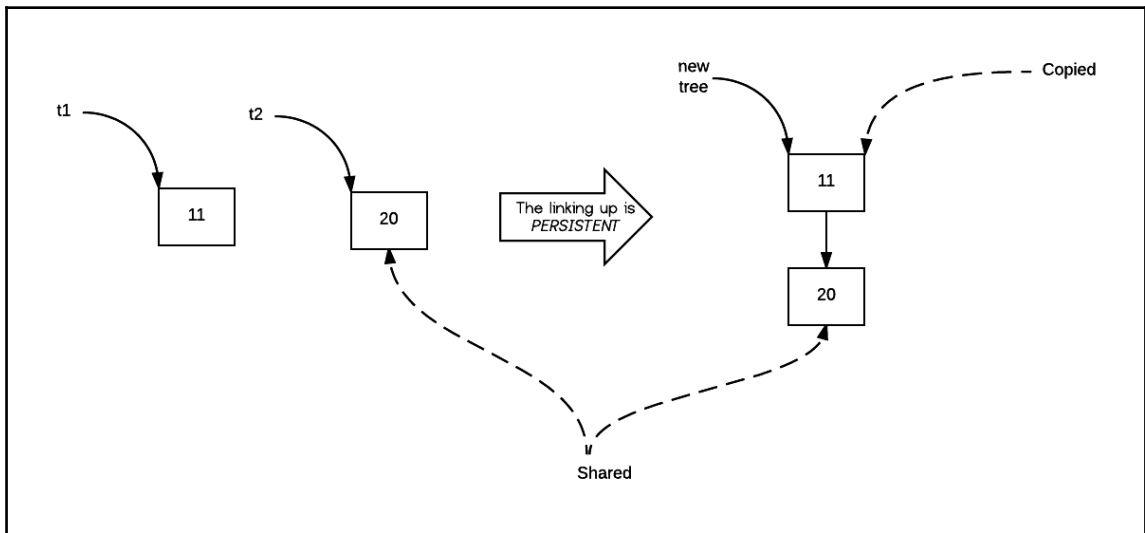 new
tree
Copied
t1
t2
11
11
20
The linking up is
PERSISTENT
20
Shared